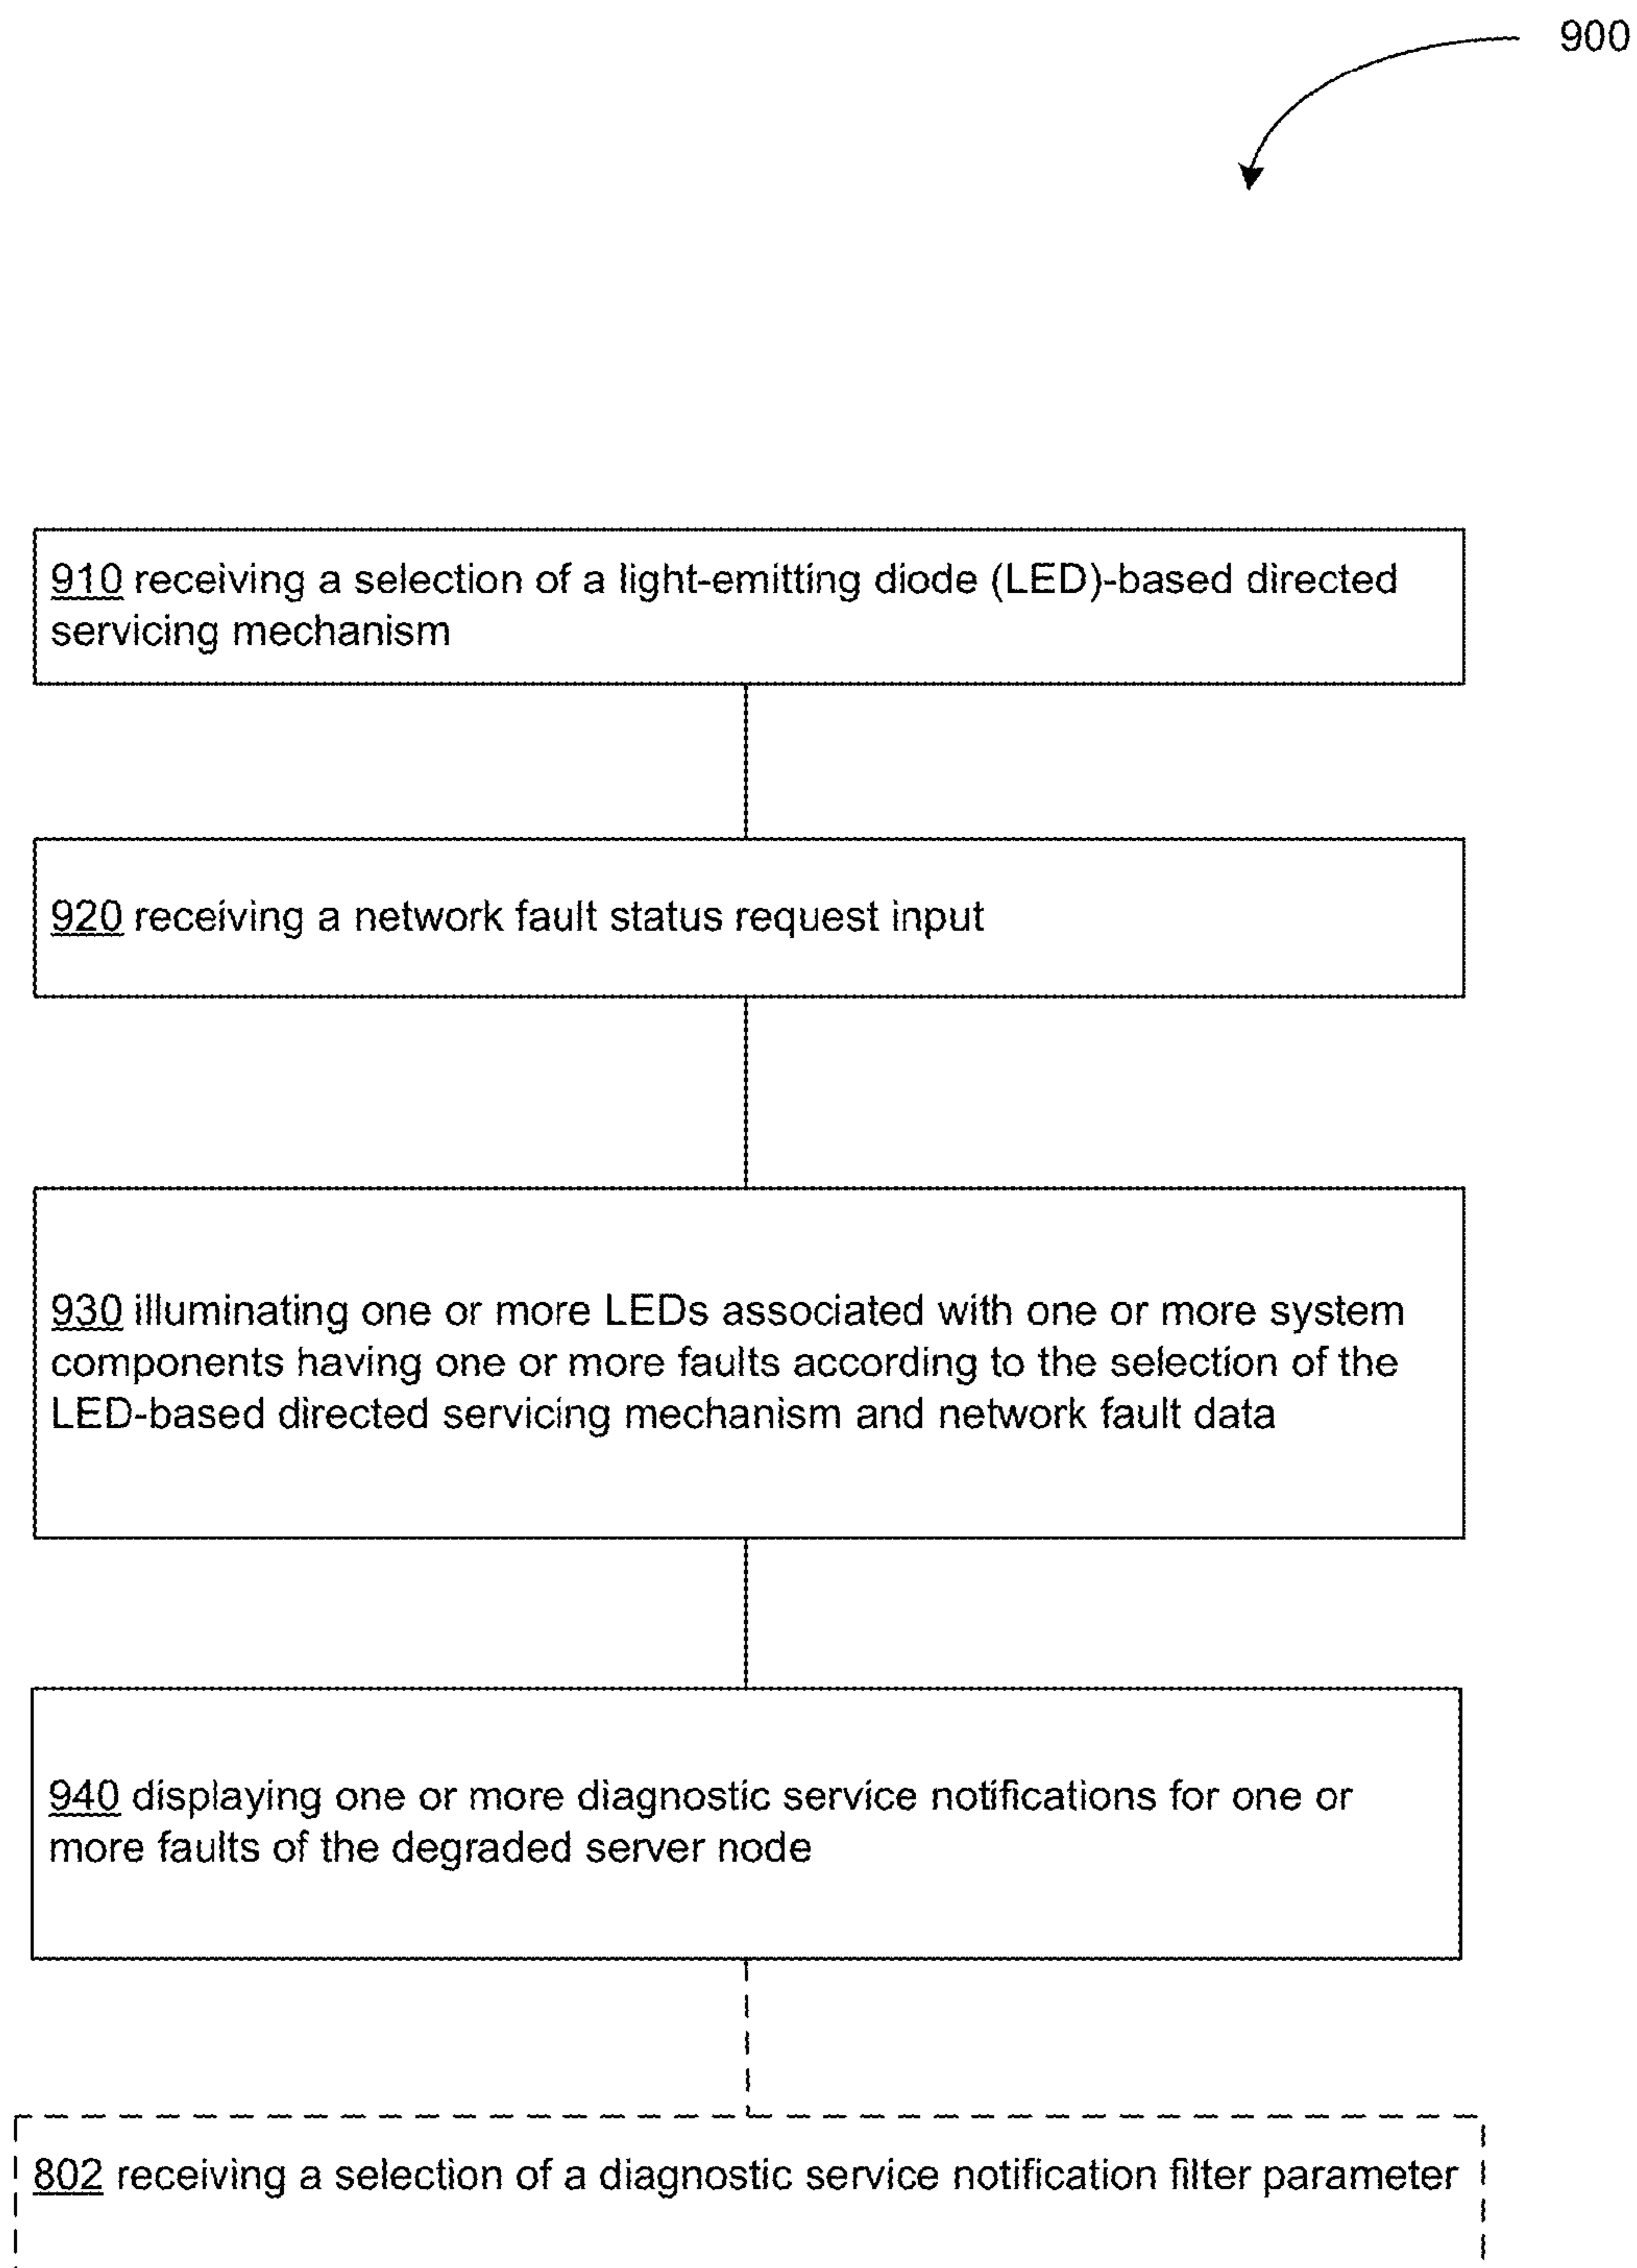 900
910 receiving a selection of a light-emitting diode (LED)-based directed
servicing mechanism
920 receiving a network fault status request input
930 illuminating one or more LEDs associated with one or more system
components having one or more faults according to the selection of the
LED-based directed servicing mechanism and network fault data
940 displaying one or more diagnostic service notifications for one or
more faults of the degraded server node
802 receiving a selection of a diagnostic service notification filter parameter